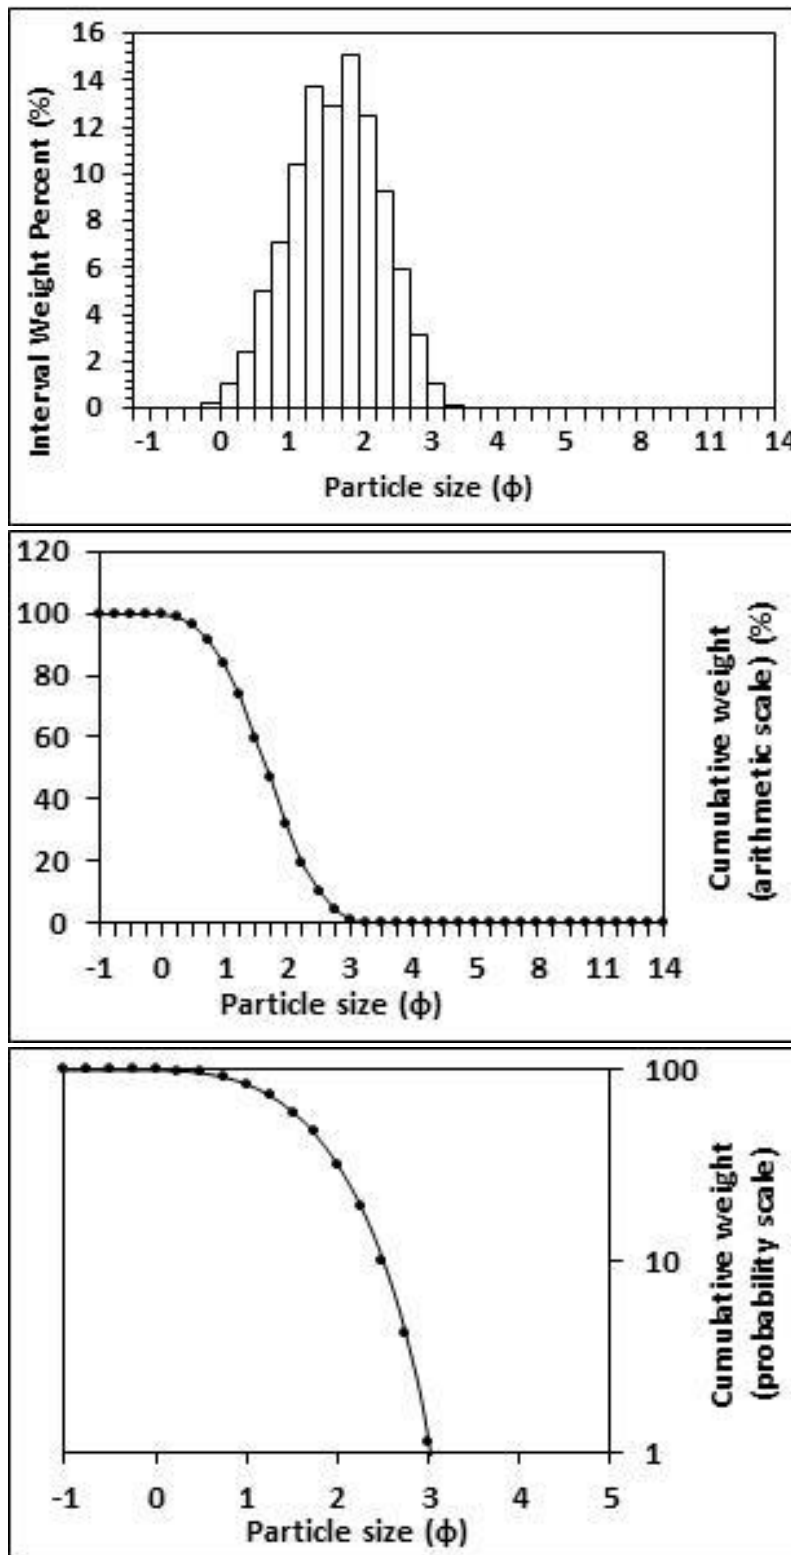 16
14
12
10
8
6
4
2
0
Interval Weight Percent (%)
-1 0 1 2 3 4 5 8 11 14
Particle size (ϕ)
120
100
80
60
40
20
0
Cumulative weight
(arithmetic scale) (%)
-1 0 1 2 3 4 5 8 11 14
Particle size (ϕ)
100
10
1
Cumulative weight
(probability scale)
-1 0 1 2 3 4 5
Particle size (ϕ)